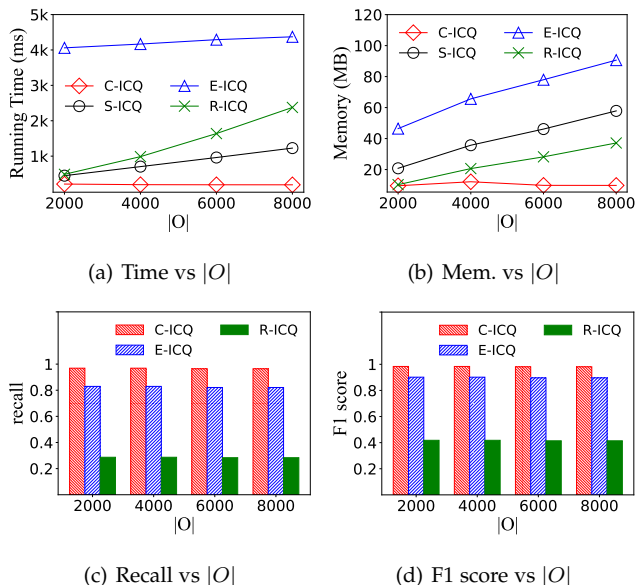 5k
4k
3k
2k
1k
Running Time (ms)
C-ICQ
S-ICQ
E-ICQ
R-ICQ
2000 4000 6000 8000
|O|
(a) Time vs |O|
120
100
80
60
40
20
Memory (MB)
C-ICQ
S-ICQ
E-ICQ
R-ICQ
2000 4000 6000 8000
|O|
(b) Mem. vs |O|
C-ICQ
E-ICQ
R-ICQ
1
0.8
0.6
0.4
0.2
recall
2000 4000 6000 8000
|O|
(c) Recall vs |O|
C-ICQ
E-ICQ
R-ICQ
1
0.8
0.6
0.4
0.2
F1 score
2000 4000 6000 8000
|O|
(d) F1 score vs |O|